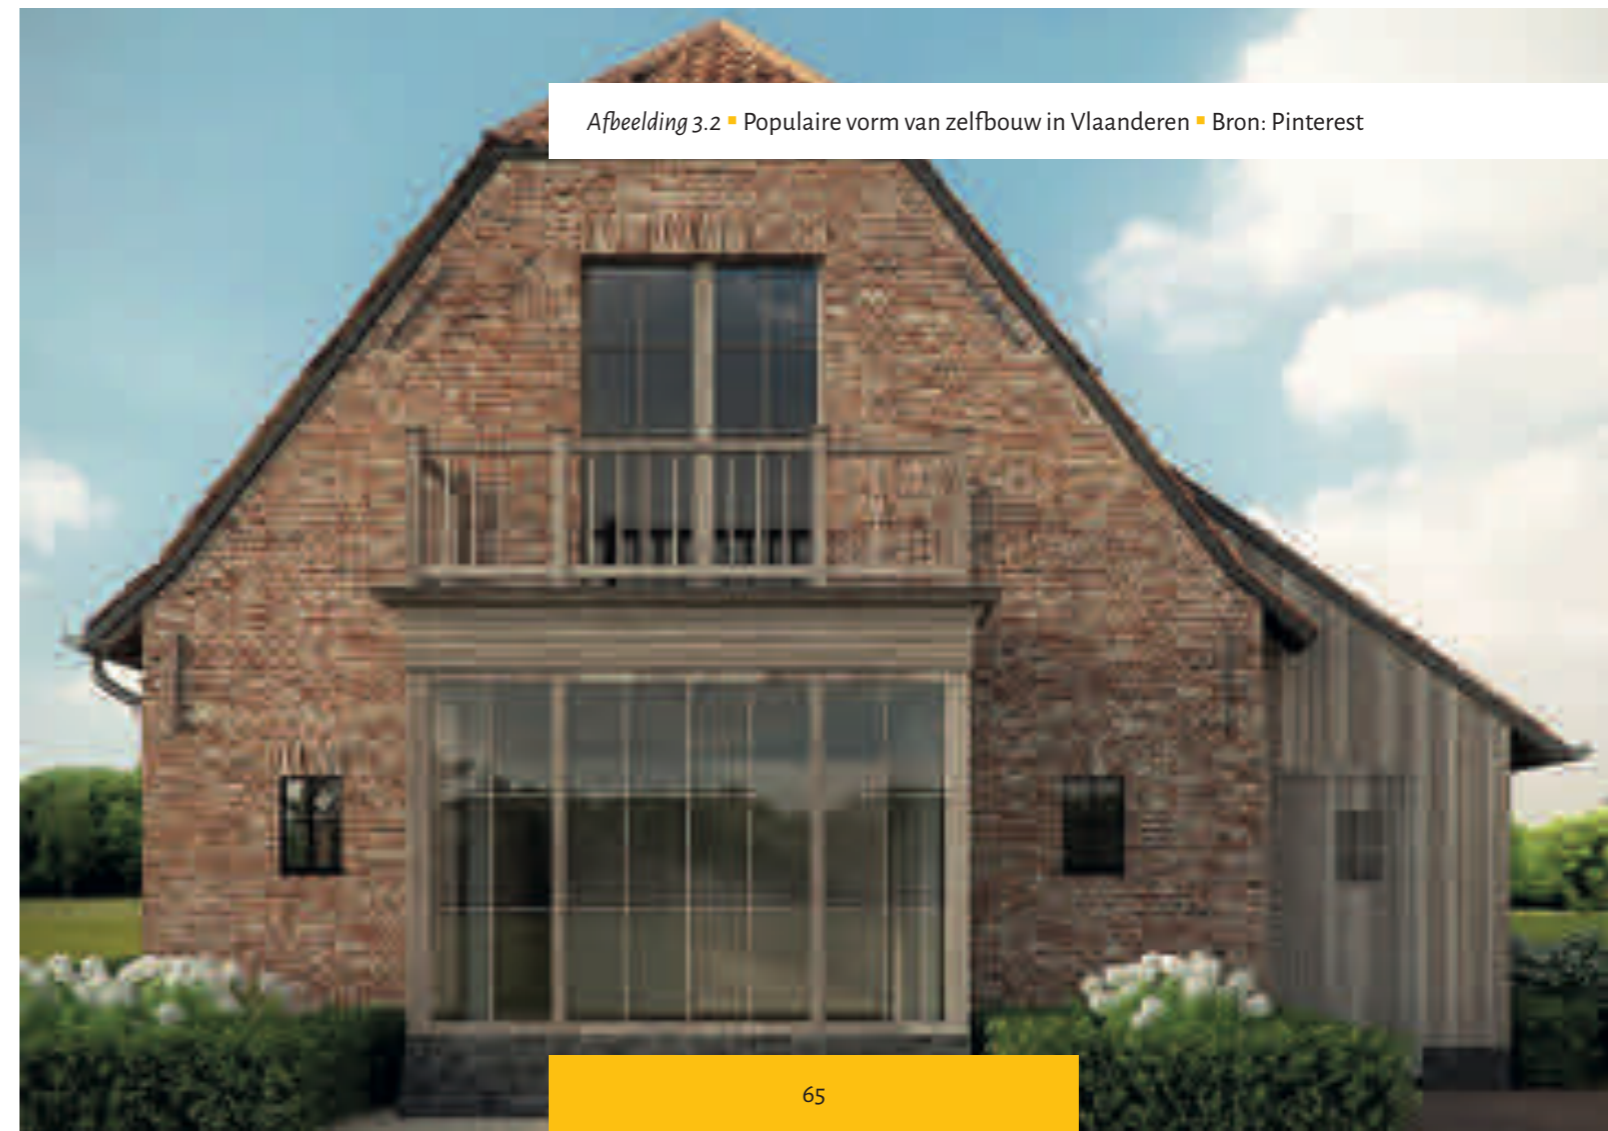 Afbeelding 3.2 ▪ Populaire vorm van zelfbouw in Vlaanderen ▪ Bron: Pinterest
65